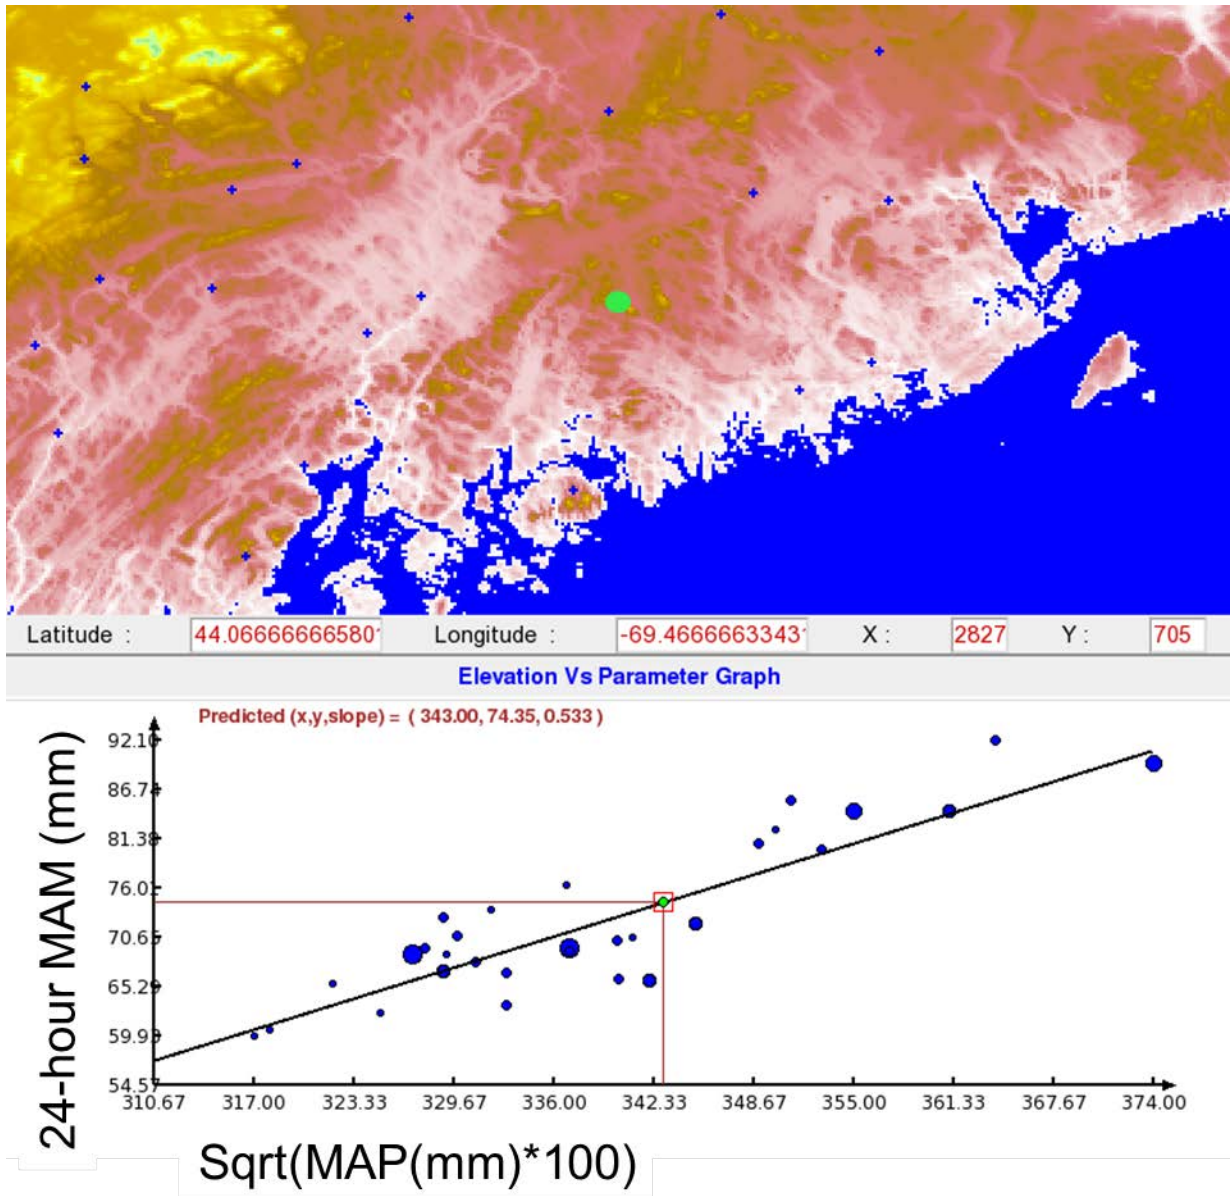 Latitude : 44.06666666580 Longitude : -69.4666663343 X : 2827 Y : 705
Elevation Vs Parameter Graph
Predicted (x,y,slope) = ( 343.00, 74.35, 0.533 )
24-hour MAM (mm)
92.10
86.74
81.38
76.01
70.65
65.29
59.93
54.57
310.67 317.00 323.33 329.67 336.00 342.33 348.67 355.00 361.33 367.67 374.00
Sqrt(MAP(mm)*100)